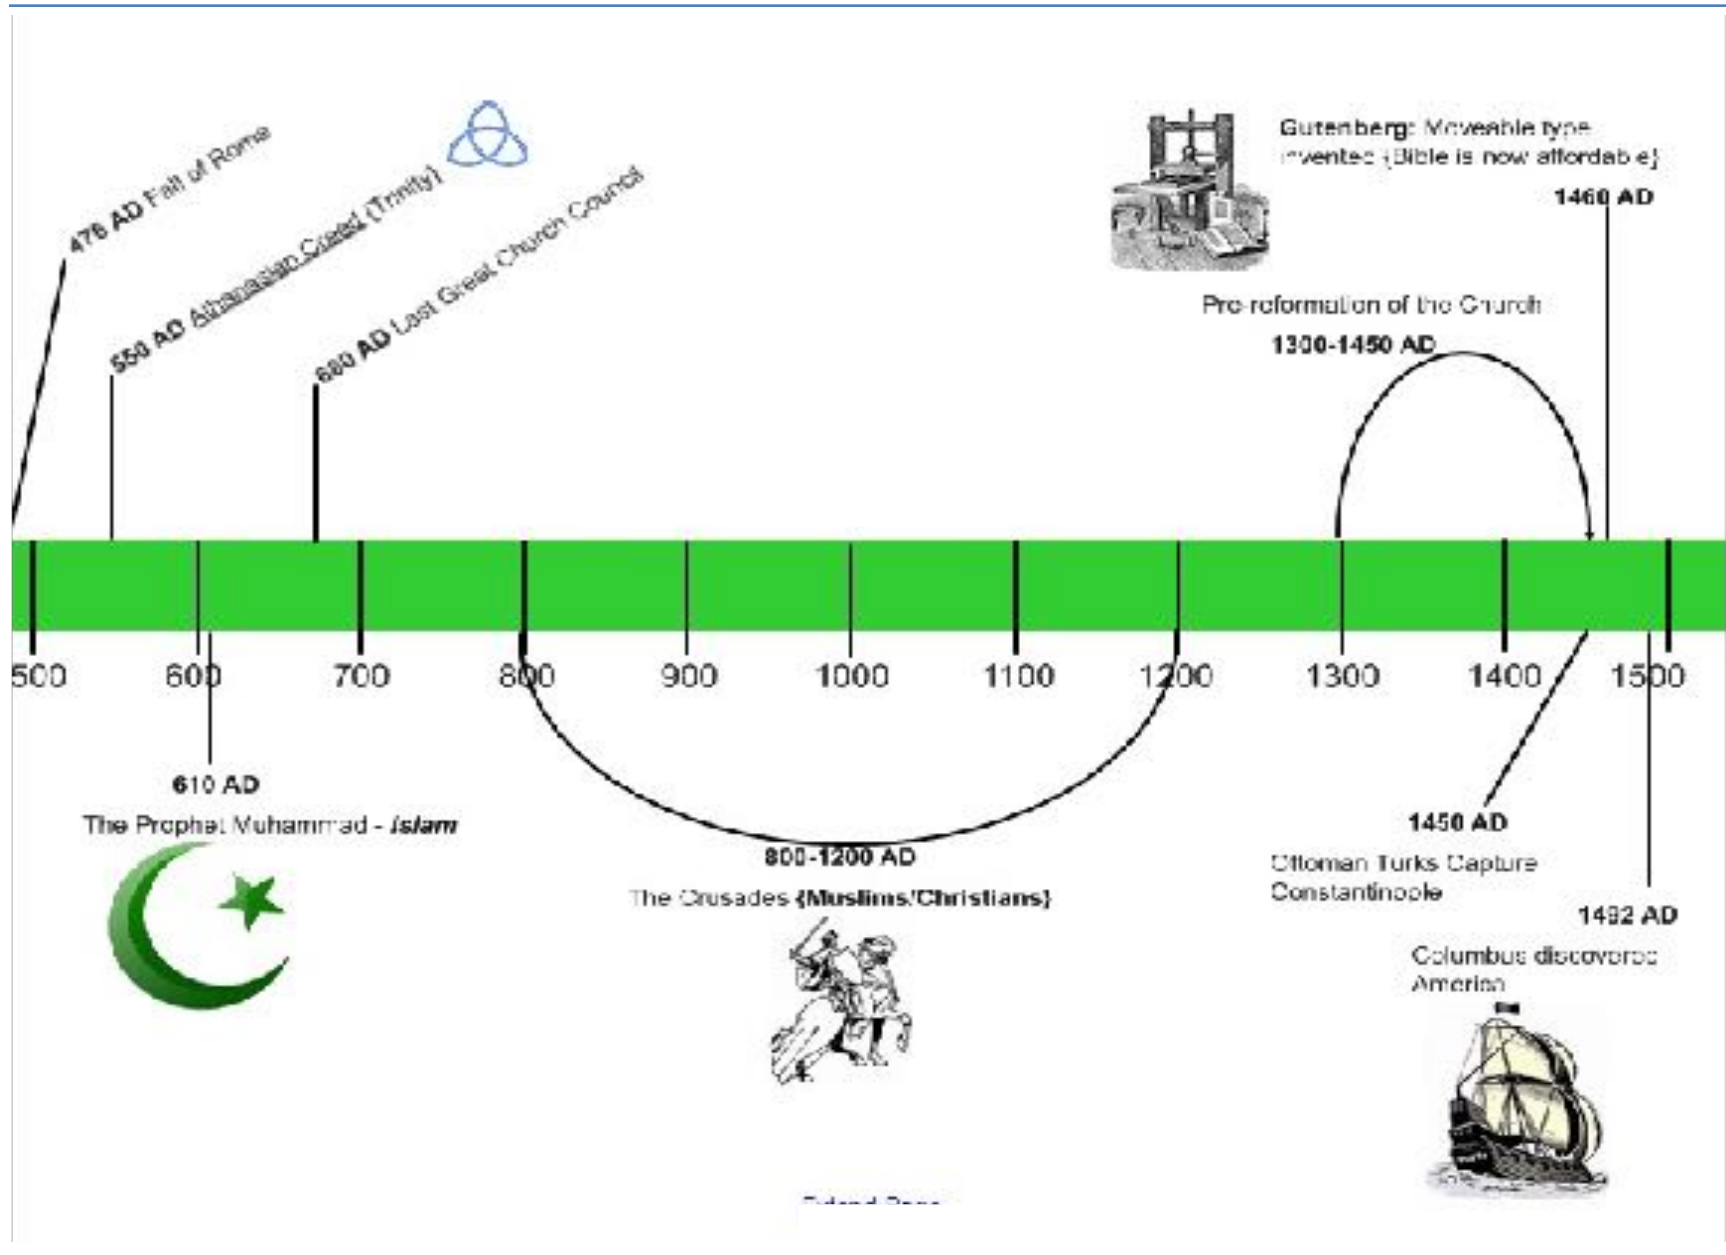 476 AD Fall of Rome
550 AD Athanasian Creed (Trinity)
680 AD Last Great Church Council
Gutenberg: Moveable type
invented {Bible is now affordable}
1460 AD
Pre-reformation of the Church
1300-1450 AD
500 600 700 800 900 1000 1100 1200 1300 1400 1500
610 AD
The Prophet Muhammad - Islam
800-1200 AD
The Crusades {Muslims/Christians}
1450 AD
Ottoman Turks Capture
Constantinople
1492 AD
Columbus discovered
America
Extend Page